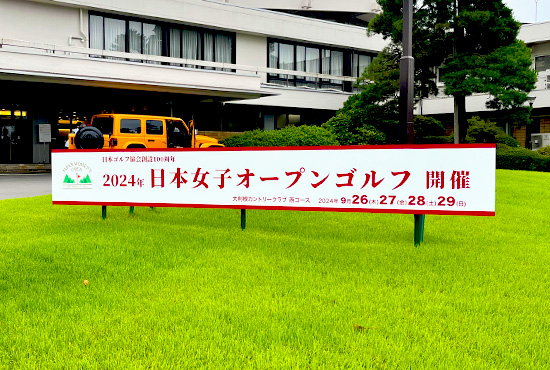 日本ゴルフ協会創設100周年
2024年 日本女子オープンゴルフ 開催
大利根カントリークラブ 西コース 2024年 9月26(木)27(金)28(土)29(日)